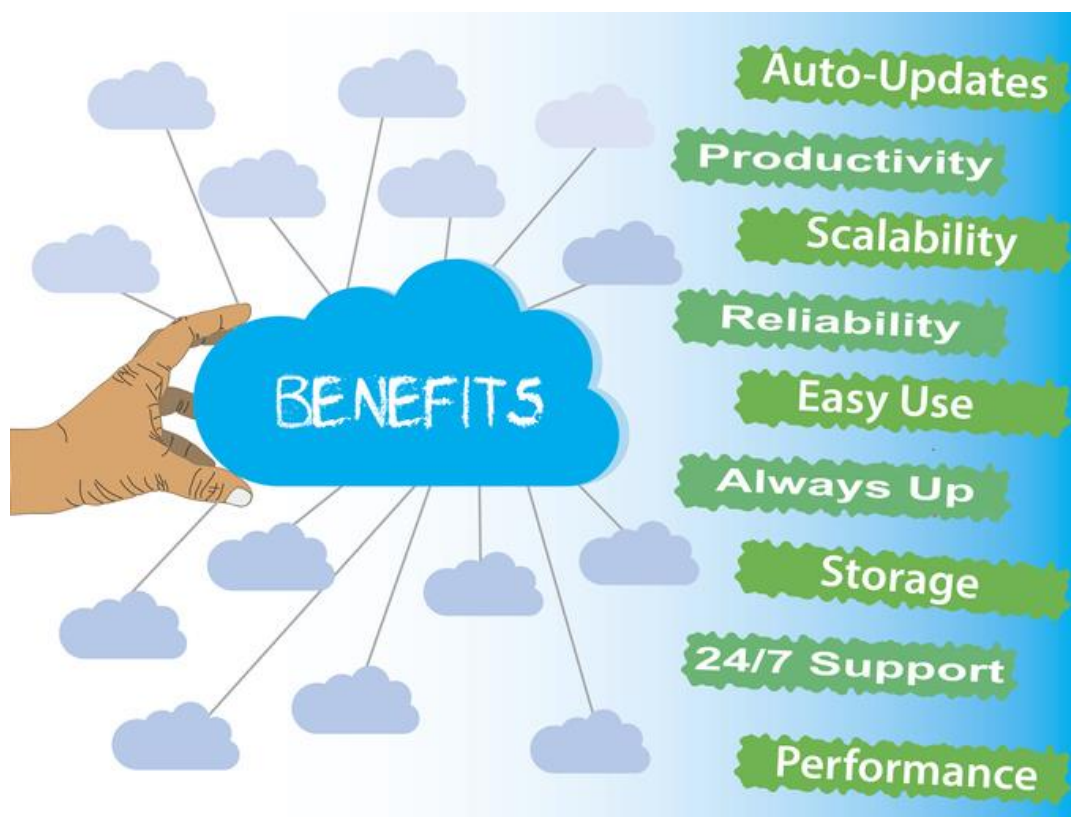 Auto-Updates
Productivity
Scalability
Reliability
BENEFITS
Easy Use
Always Up
Storage
24/7 Support
Performance